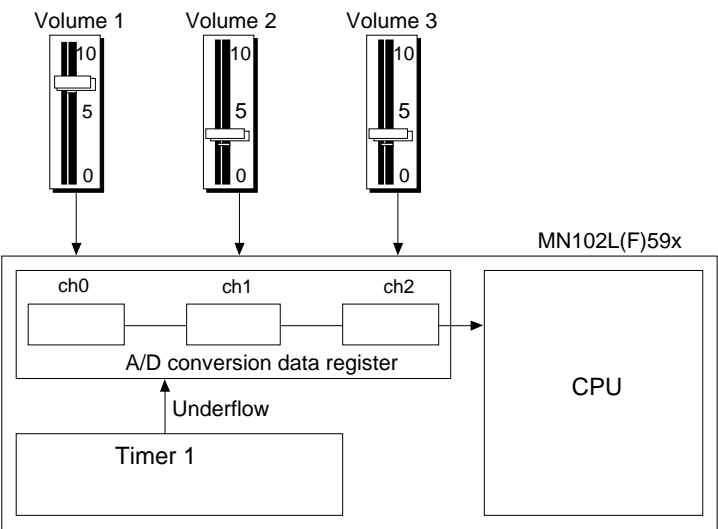 Volume 1
Volume 2
Volume 3
10
10
10
5
5
5
0
0
0
MN102L(F)59x
ch0
ch1
ch2
A/D conversion data register
CPU
Underflow
Timer 1